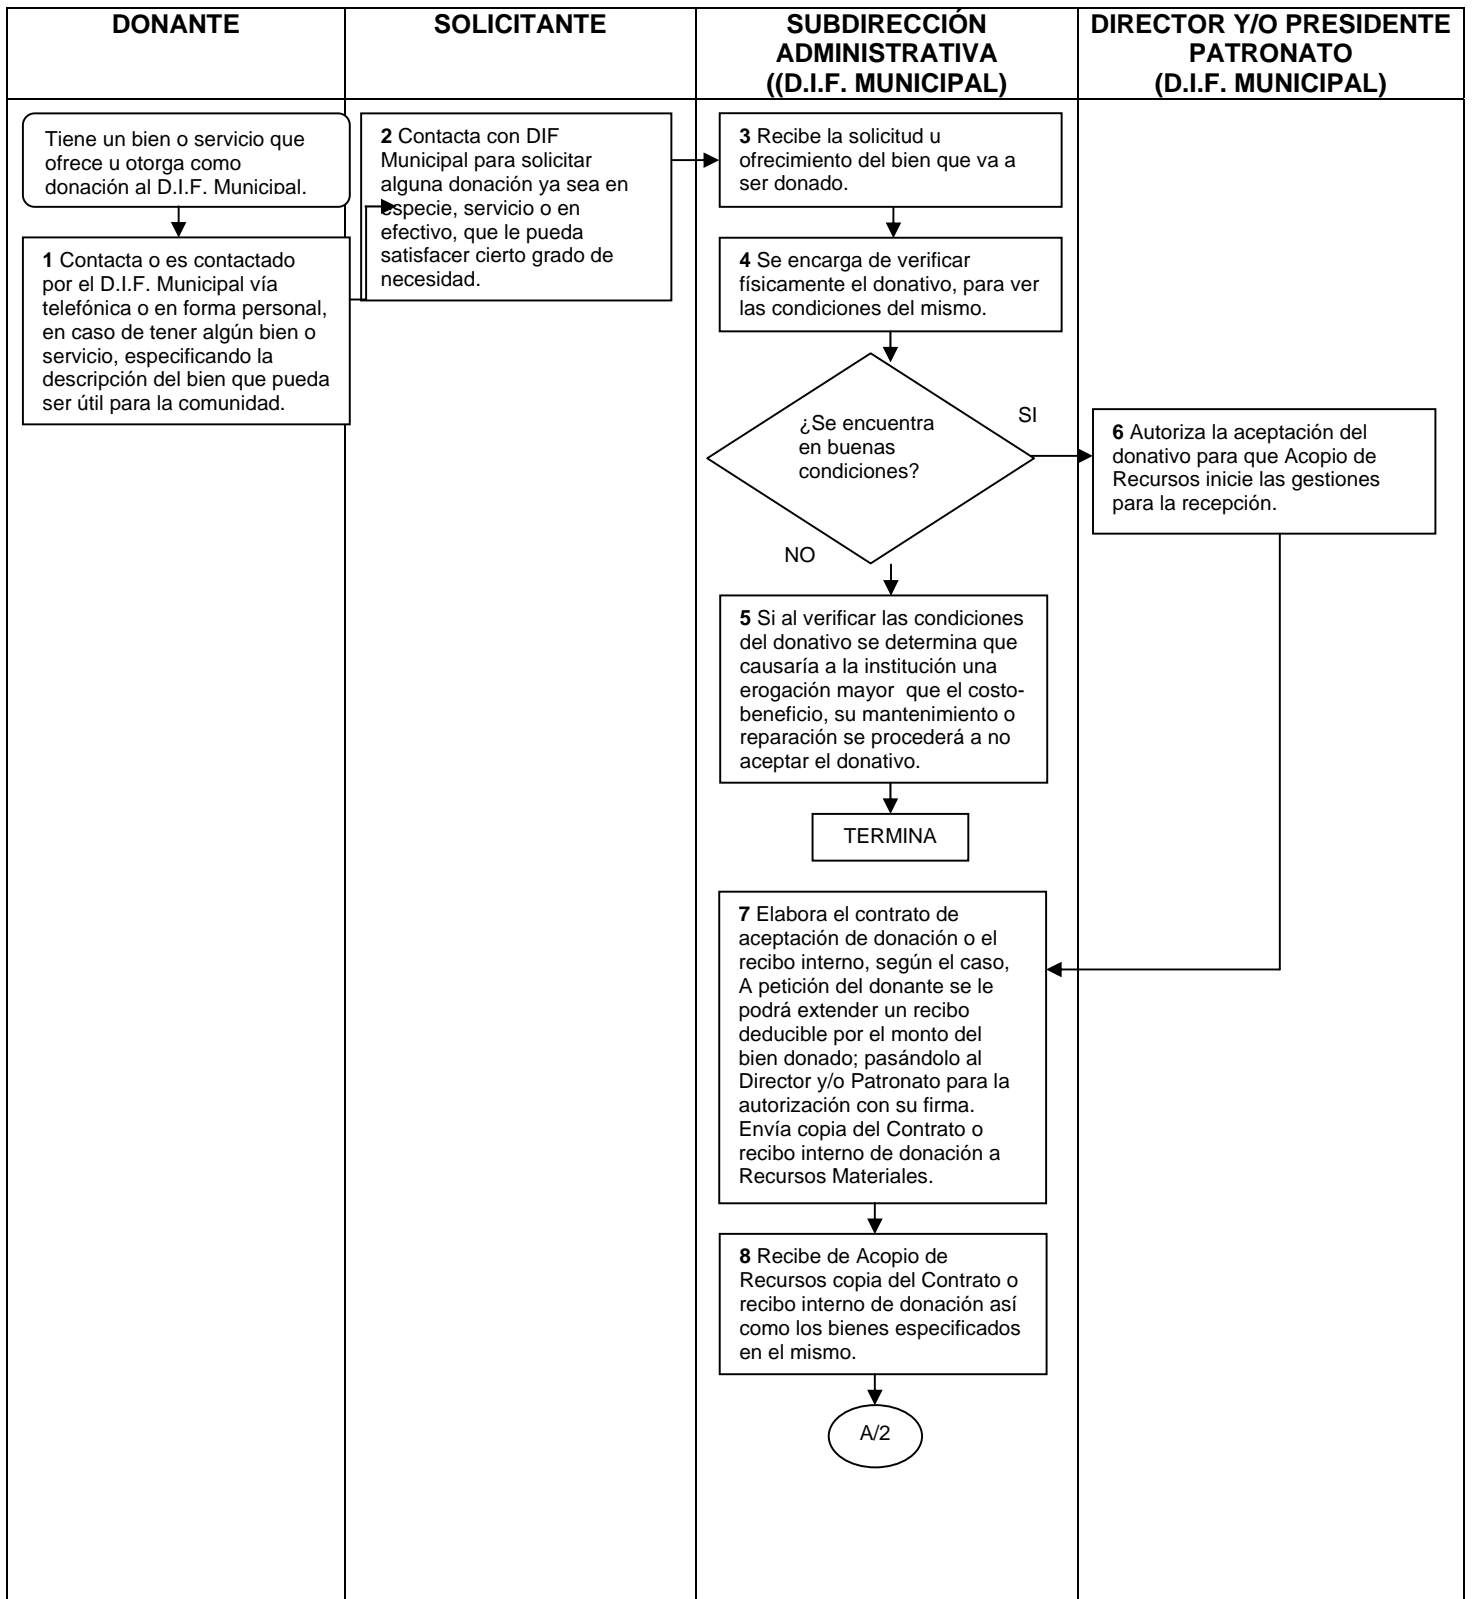 DONANTE
SOLICITANTE
SUBDIRECCIÓN
ADMINISTRATIVA
((D.I.F. MUNICIPAL)
DIRECTOR Y/O PRESIDENTE
PATRONATO
(D.I.F. MUNICIPAL)
Tiene un bien o servicio que
ofrece u otorga como
donación al D.I.F. Municipal.
1 Contacta o es contactado
por el D.I.F. Municipal vía
telefónica o en forma personal,
en caso de tener algún bien o
servicio, especificando la
descripción del bien que pueda
ser útil para la comunidad.
2 Contacta con DIF
Municipal para solicitar
alguna donación ya sea en
especie, servicio o en
efectivo, que le pueda
satisfacer cierto grado de
necesidad.
3 Recibe la solicitud u
ofrecimiento del bien que va a
ser donado.
4 Se encarga de verificar
físicamente el donativo, para ver
las condiciones del mismo.
¿Se encuentra
en buenas
condiciones?
SI
NO
6 Autoriza la aceptación del
donativo para que Acopio de
Recursos inicie las gestiones
para la recepción.
5 Si al verificar las condiciones
del donativo se determina que
causaría a la institución una
erogación mayor  que el costo-
beneficio, su mantenimiento o
reparación se procederá a no
aceptar el donativo.
TERMINA
7 Elabora el contrato de
aceptación de donación o el
recibo interno, según el caso,
A petición del donante se le
podrá extender un recibo
deducible por el monto del
bien donado; pasándolo al
Director y/o Patronato para la
autorización con su firma.
Envía copia del Contrato o
recibo interno de donación a
Recursos Materiales.
8 Recibe de Acopio de
Recursos copia del Contrato o
recibo interno de donación así
como los bienes especificados
en el mismo.
A/2